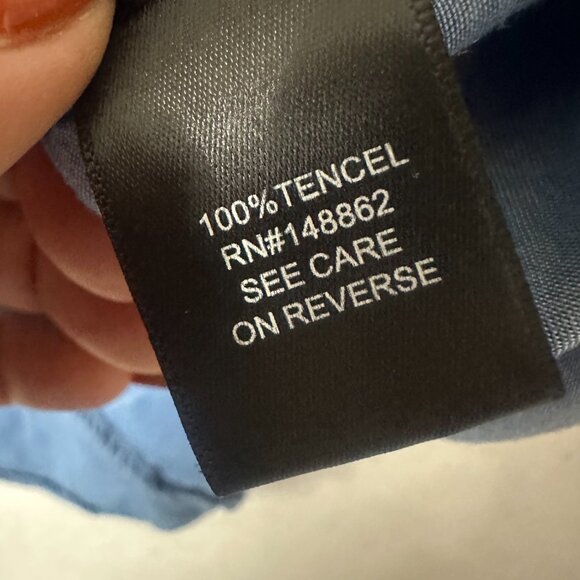 100%TENCEL
RN#148862
SEE CARE
ON REVERSE